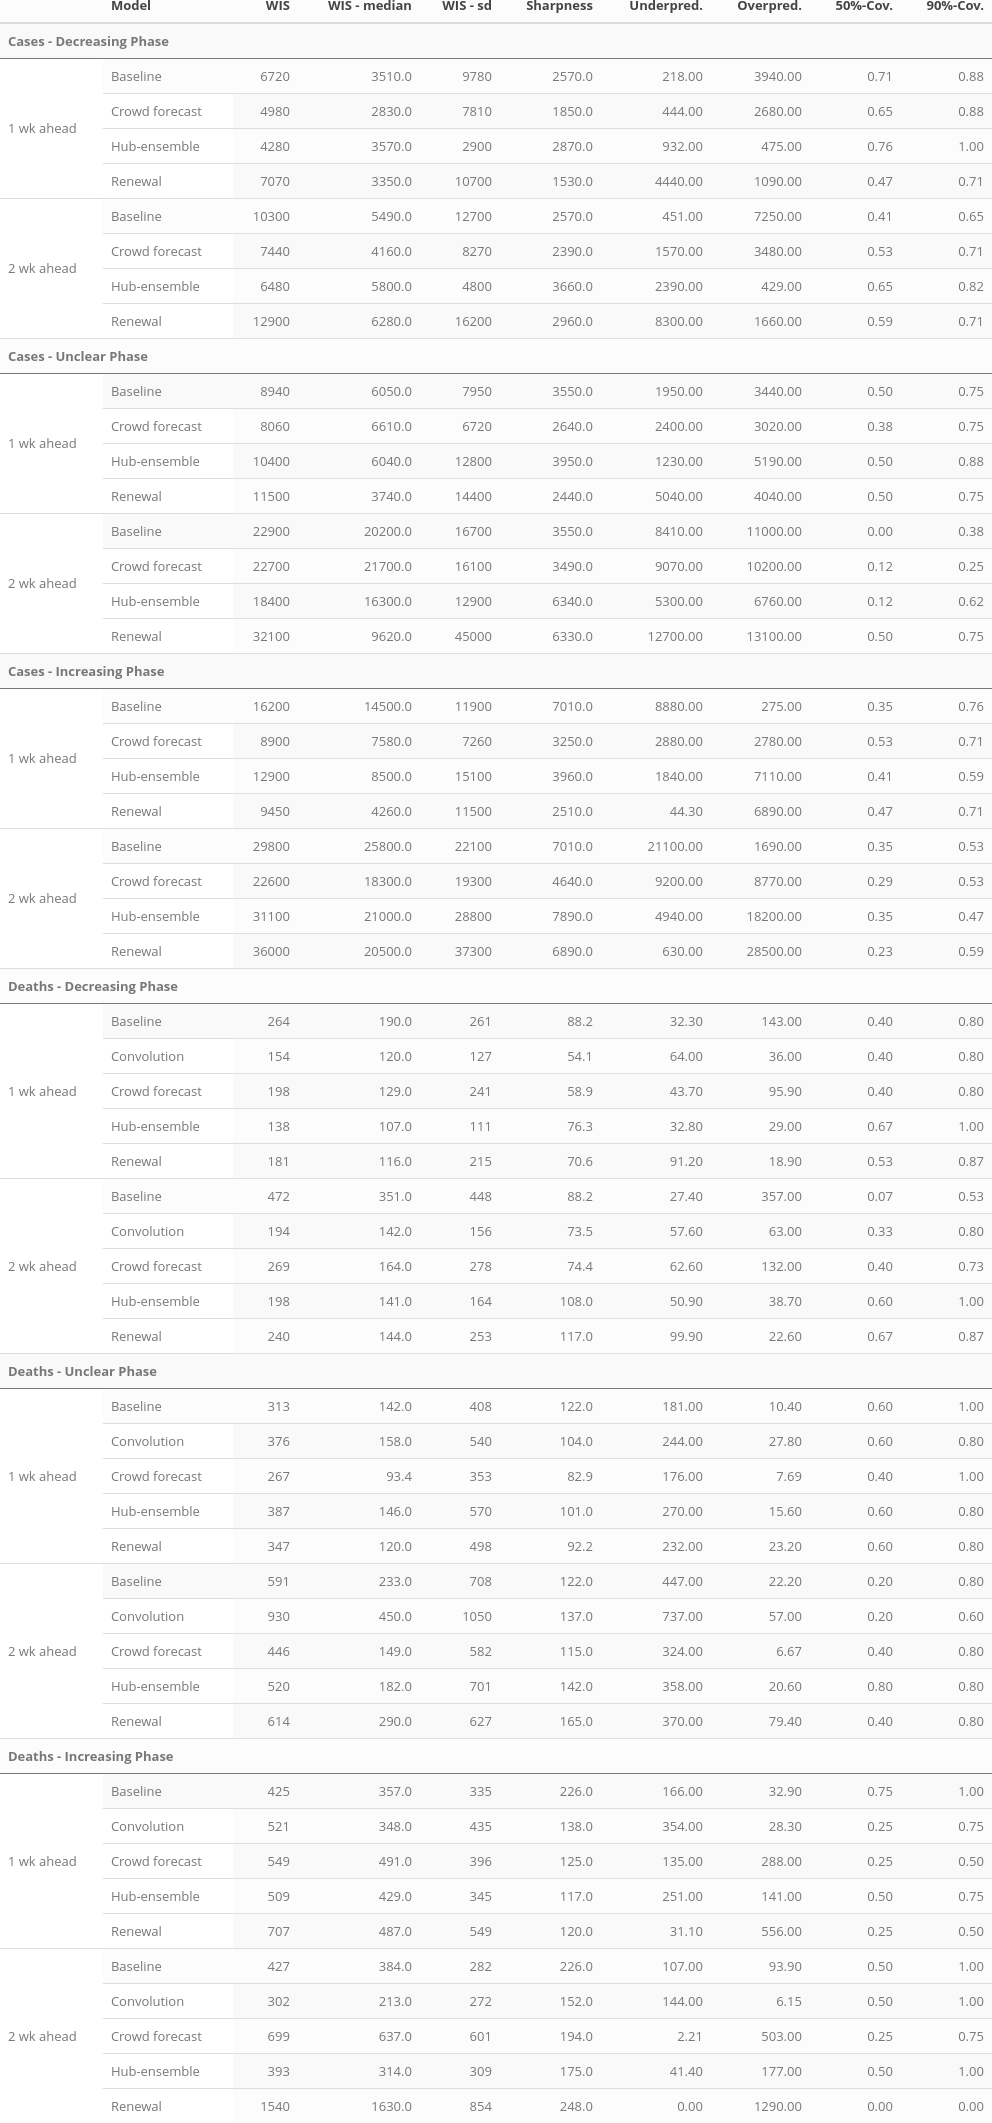 Model WIS WIS - median WIS - sd Sharpness Underpred. Overpred. 50%-Cov. 90%-Cov.
Cases - Decreasing Phase
1 wk ahead
Baseline 6720 3510.0 9780 2570.0 218.00 3940.00 0.71 0.88
Crowd forecast 4980 2830.0 7810 1850.0 444.00 2680.00 0.65 0.88
Hub-ensemble 4280 3570.0 2900 2870.0 932.00 475.00 0.76 1.00
Renewal 7070 3350.0 10700 1530.0 4440.00 1090.00 0.47 0.71
2 wk ahead
Baseline 10300 5490.0 12700 2570.0 451.00 7250.00 0.41 0.65
Crowd forecast 7440 4160.0 8270 2390.0 1570.00 3480.00 0.53 0.71
Hub-ensemble 6480 5800.0 4800 3660.0 2390.00 429.00 0.65 0.82
Renewal 12900 6280.0 16200 2960.0 8300.00 1660.00 0.59 0.71
Cases - Unclear Phase
1 wk ahead
Baseline 8940 6050.0 7950 3550.0 1950.00 3440.00 0.50 0.75
Crowd forecast 8060 6610.0 6720 2640.0 2400.00 3020.00 0.38 0.75
Hub-ensemble 10400 6040.0 12800 3950.0 1230.00 5190.00 0.50 0.88
Renewal 11500 3740.0 14400 2440.0 5040.00 4040.00 0.50 0.75
2 wk ahead
Baseline 22900 20200.0 16700 3550.0 8410.00 11000.00 0.00 0.38
Crowd forecast 22700 21700.0 16100 3490.0 9070.00 10200.00 0.12 0.25
Hub-ensemble 18400 16300.0 12900 6340.0 5300.00 6760.00 0.12 0.62
Renewal 32100 9620.0 45000 6330.0 12700.00 13100.00 0.50 0.75
Cases - Increasing Phase
1 wk ahead
Baseline 16200 14500.0 11900 7010.0 8880.00 275.00 0.35 0.76
Crowd forecast 8900 7580.0 7260 3250.0 2880.00 2780.00 0.53 0.71
Hub-ensemble 12900 8500.0 15100 3960.0 1840.00 7110.00 0.41 0.59
Renewal 9450 4260.0 11500 2510.0 44.30 6890.00 0.47 0.71
2 wk ahead
Baseline 29800 25800.0 22100 7010.0 21100.00 1690.00 0.35 0.53
Crowd forecast 22600 18300.0 19300 4640.0 9200.00 8770.00 0.29 0.53
Hub-ensemble 31100 21000.0 28800 7890.0 4940.00 18200.00 0.35 0.47
Renewal 36000 20500.0 37300 6890.0 630.00 28500.00 0.23 0.59
Deaths - Decreasing Phase
1 wk ahead
Baseline 264 190.0 261 88.2 32.30 143.00 0.40 0.80
Convolution 154 120.0 127 54.1 64.00 36.00 0.40 0.80
Crowd forecast 198 129.0 241 58.9 43.70 95.90 0.40 0.80
Hub-ensemble 138 107.0 111 76.3 32.80 29.00 0.67 1.00
Renewal 181 116.0 215 70.6 91.20 18.90 0.53 0.87
2 wk ahead
Baseline 472 351.0 448 88.2 27.40 357.00 0.07 0.53
Convolution 194 142.0 156 73.5 57.60 63.00 0.33 0.80
Crowd forecast 269 164.0 278 74.4 62.60 132.00 0.40 0.73
Hub-ensemble 198 141.0 164 108.0 50.90 38.70 0.60 1.00
Renewal 240 144.0 253 117.0 99.90 22.60 0.67 0.87
Deaths - Unclear Phase
1 wk ahead
Baseline 313 142.0 408 122.0 181.00 10.40 0.60 1.00
Convolution 376 158.0 540 104.0 244.00 27.80 0.60 0.80
Crowd forecast 267 93.4 353 82.9 176.00 7.69 0.40 1.00
Hub-ensemble 387 146.0 570 101.0 270.00 15.60 0.60 0.80
Renewal 347 120.0 498 92.2 232.00 23.20 0.60 0.80
2 wk ahead
Baseline 591 233.0 708 122.0 447.00 22.20 0.20 0.80
Convolution 930 450.0 1050 137.0 737.00 57.00 0.20 0.60
Crowd forecast 446 149.0 582 115.0 324.00 6.67 0.40 0.80
Hub-ensemble 520 182.0 701 142.0 358.00 20.60 0.80 0.80
Renewal 614 290.0 627 165.0 370.00 79.40 0.40 0.80
Deaths - Increasing Phase
1 wk ahead
Baseline 425 357.0 335 226.0 166.00 32.90 0.75 1.00
Convolution 521 348.0 435 138.0 354.00 28.30 0.25 0.75
Crowd forecast 549 491.0 396 125.0 135.00 288.00 0.25 0.50
Hub-ensemble 509 429.0 345 117.0 251.00 141.00 0.50 0.75
Renewal 707 487.0 549 120.0 31.10 556.00 0.25 0.50
2 wk ahead
Baseline 427 384.0 282 226.0 107.00 93.90 0.50 1.00
Convolution 302 213.0 272 152.0 144.00 6.15 0.50 1.00
Crowd forecast 699 637.0 601 194.0 2.21 503.00 0.25 0.75
Hub-ensemble 393 314.0 309 175.0 41.40 177.00 0.50 1.00
Renewal 1540 1630.0 854 248.0 0.00 1290.00 0.00 0.00